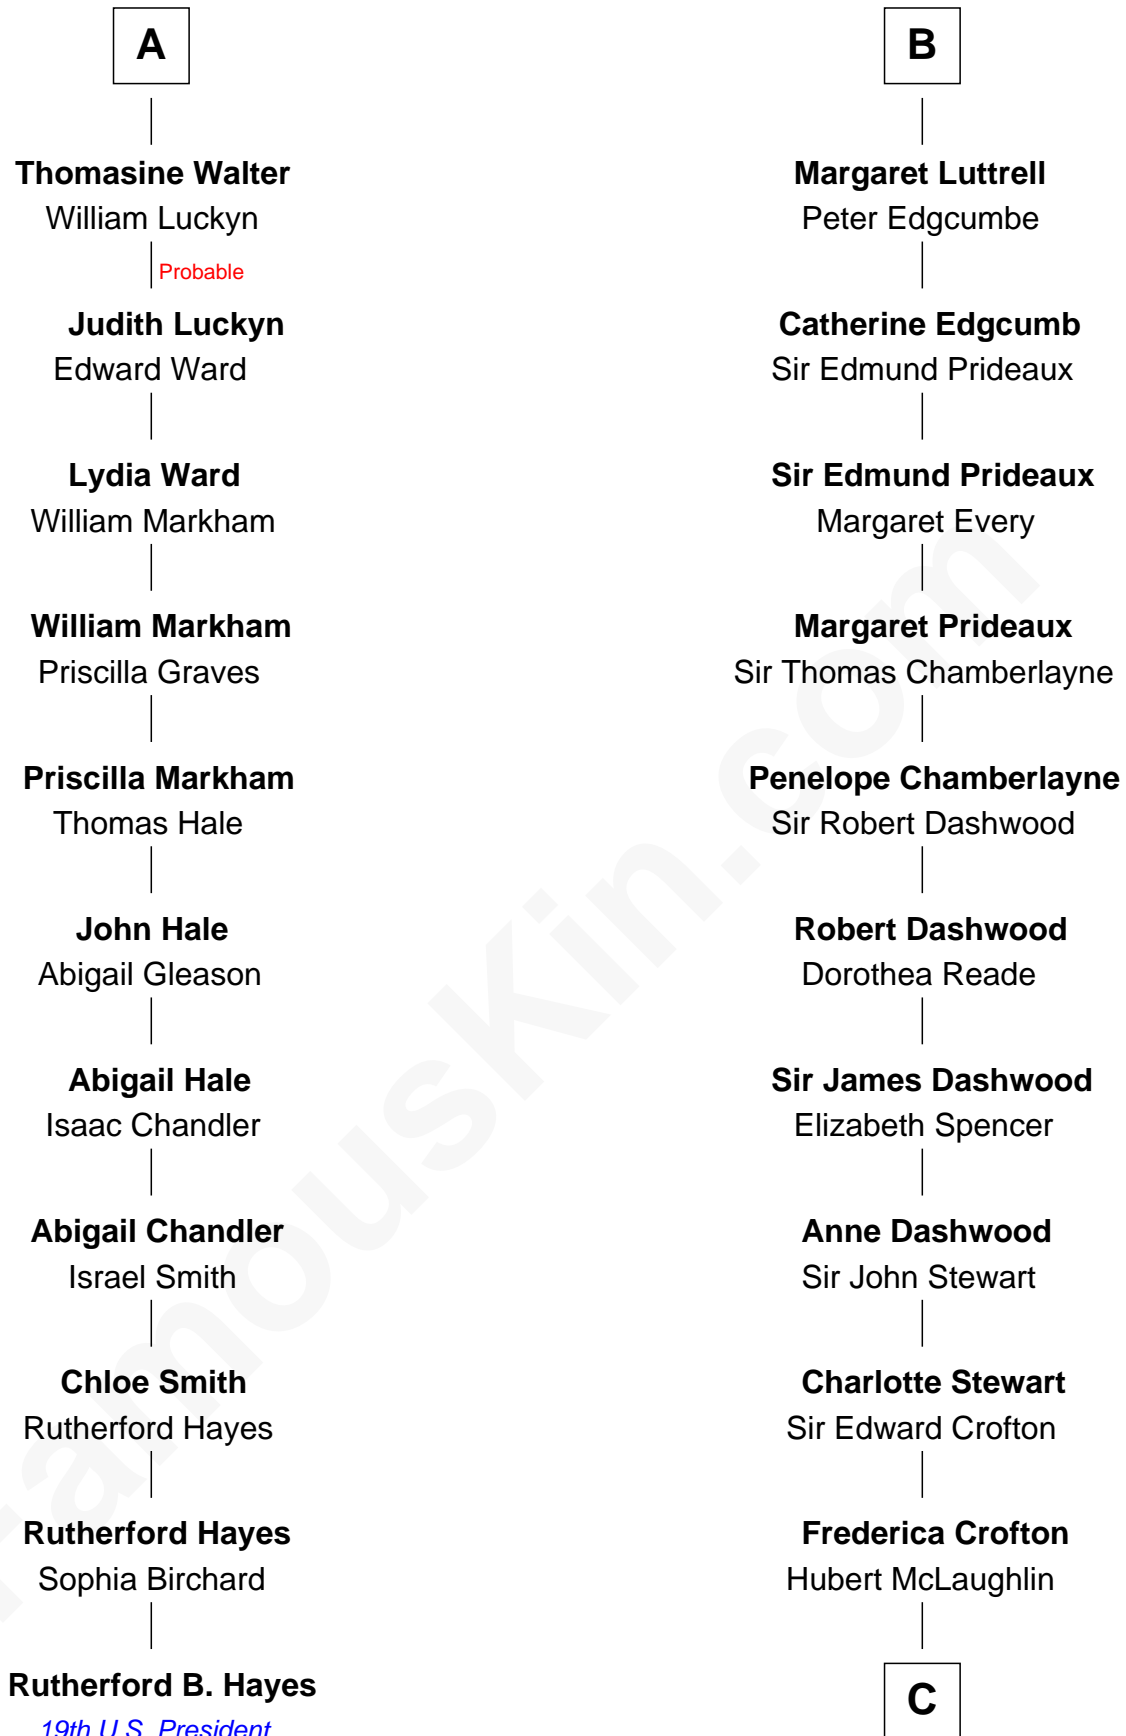 A
Thomasine Walter
William Luckyn
Probable
Judith Luckyn
Edward Ward
Lydia Ward
William Markham
William Markham
Priscilla Graves
Priscilla Markham
Thomas Hale
John Hale
Abigail Gleason
Abigail Hale
Isaac Chandler
Abigail Chandler
Israel Smith
Chloe Smith
Rutherford Hayes
Rutherford Hayes
Sophia Birchard
Rutherford B. Hayes
19th U.S. President
B
Margaret Luttrell
Peter Edgcumbe
Catherine Edgcumb
Sir Edmund Prideaux
Sir Edmund Prideaux
Margaret Every
Margaret Prideaux
Sir Thomas Chamberlayne
Penelope Chamberlayne
Sir Robert Dashwood
Robert Dashwood
Dorothea Reade
Sir James Dashwood
Elizabeth Spencer
Anne Dashwood
Sir John Stewart
Charlotte Stewart
Sir Edward Crofton
Frederica Crofton
Hubert McLaughlin
C
FamousKin.com